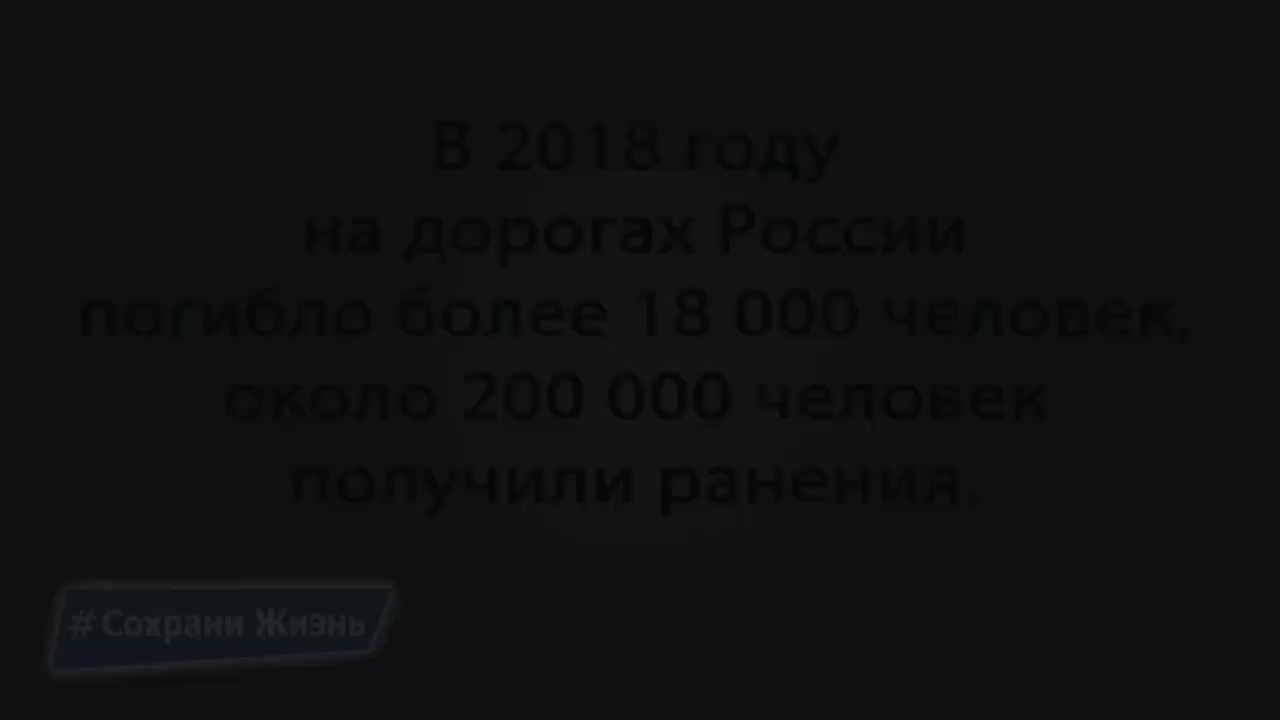 В 2018 году
на дорогах России
погибло более 18 000 человек,
около 200 000 человек
получили ранения.
#Сохрани Жизнь